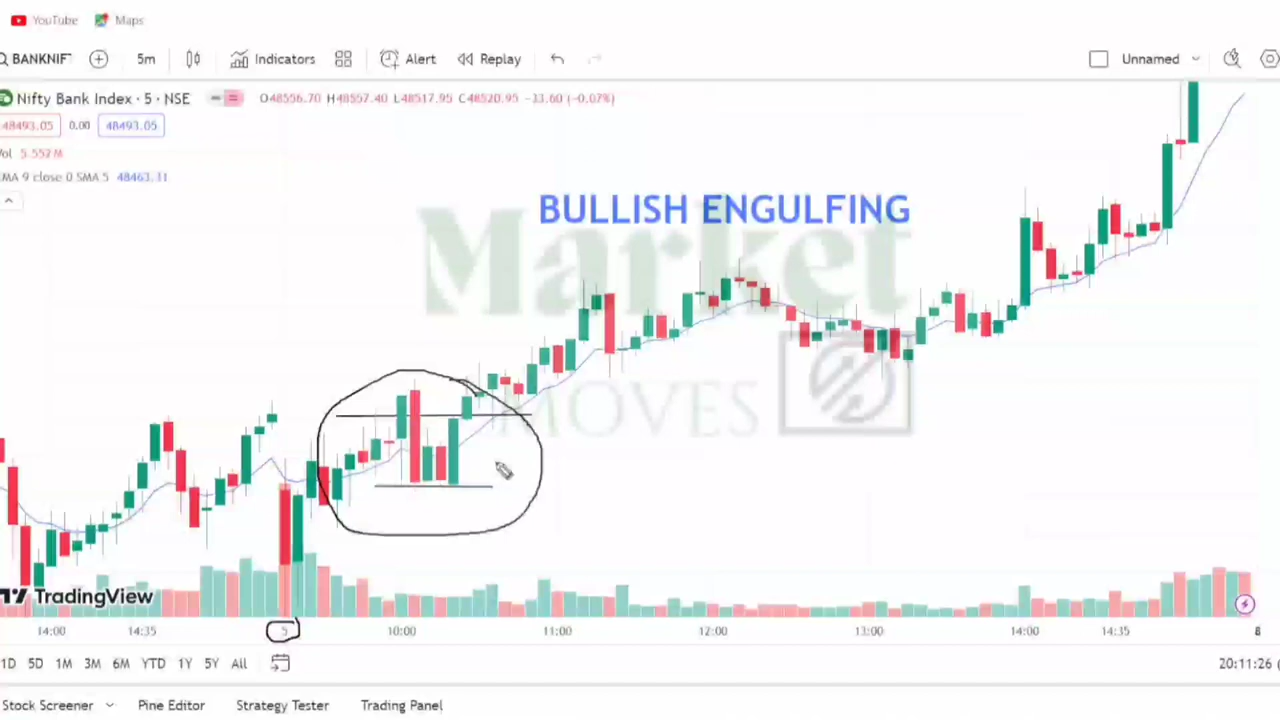 YouTube Maps
BANKNIFT 5m Indicators Alert Replay Unnamed
Nifty Bank Index · 5 · NSE O48556.70 H48557.40 L48517.95 C48520.95 −33.60 (−0.07%)
48493.05 0.00 48493.05
Vol 5.552M
MA 9 close 0 SMA 5 48463.31
BULLISH ENGULFING
Market
MOVES
TradingView
14:00 14:35 5 10:00 11:00 12:00 13:00 14:00 14:35 8
1D 5D 1M 3M 6M YTD 1Y 5Y All 20:11:26 (
Stock Screener Pine Editor Strategy Tester Trading Panel